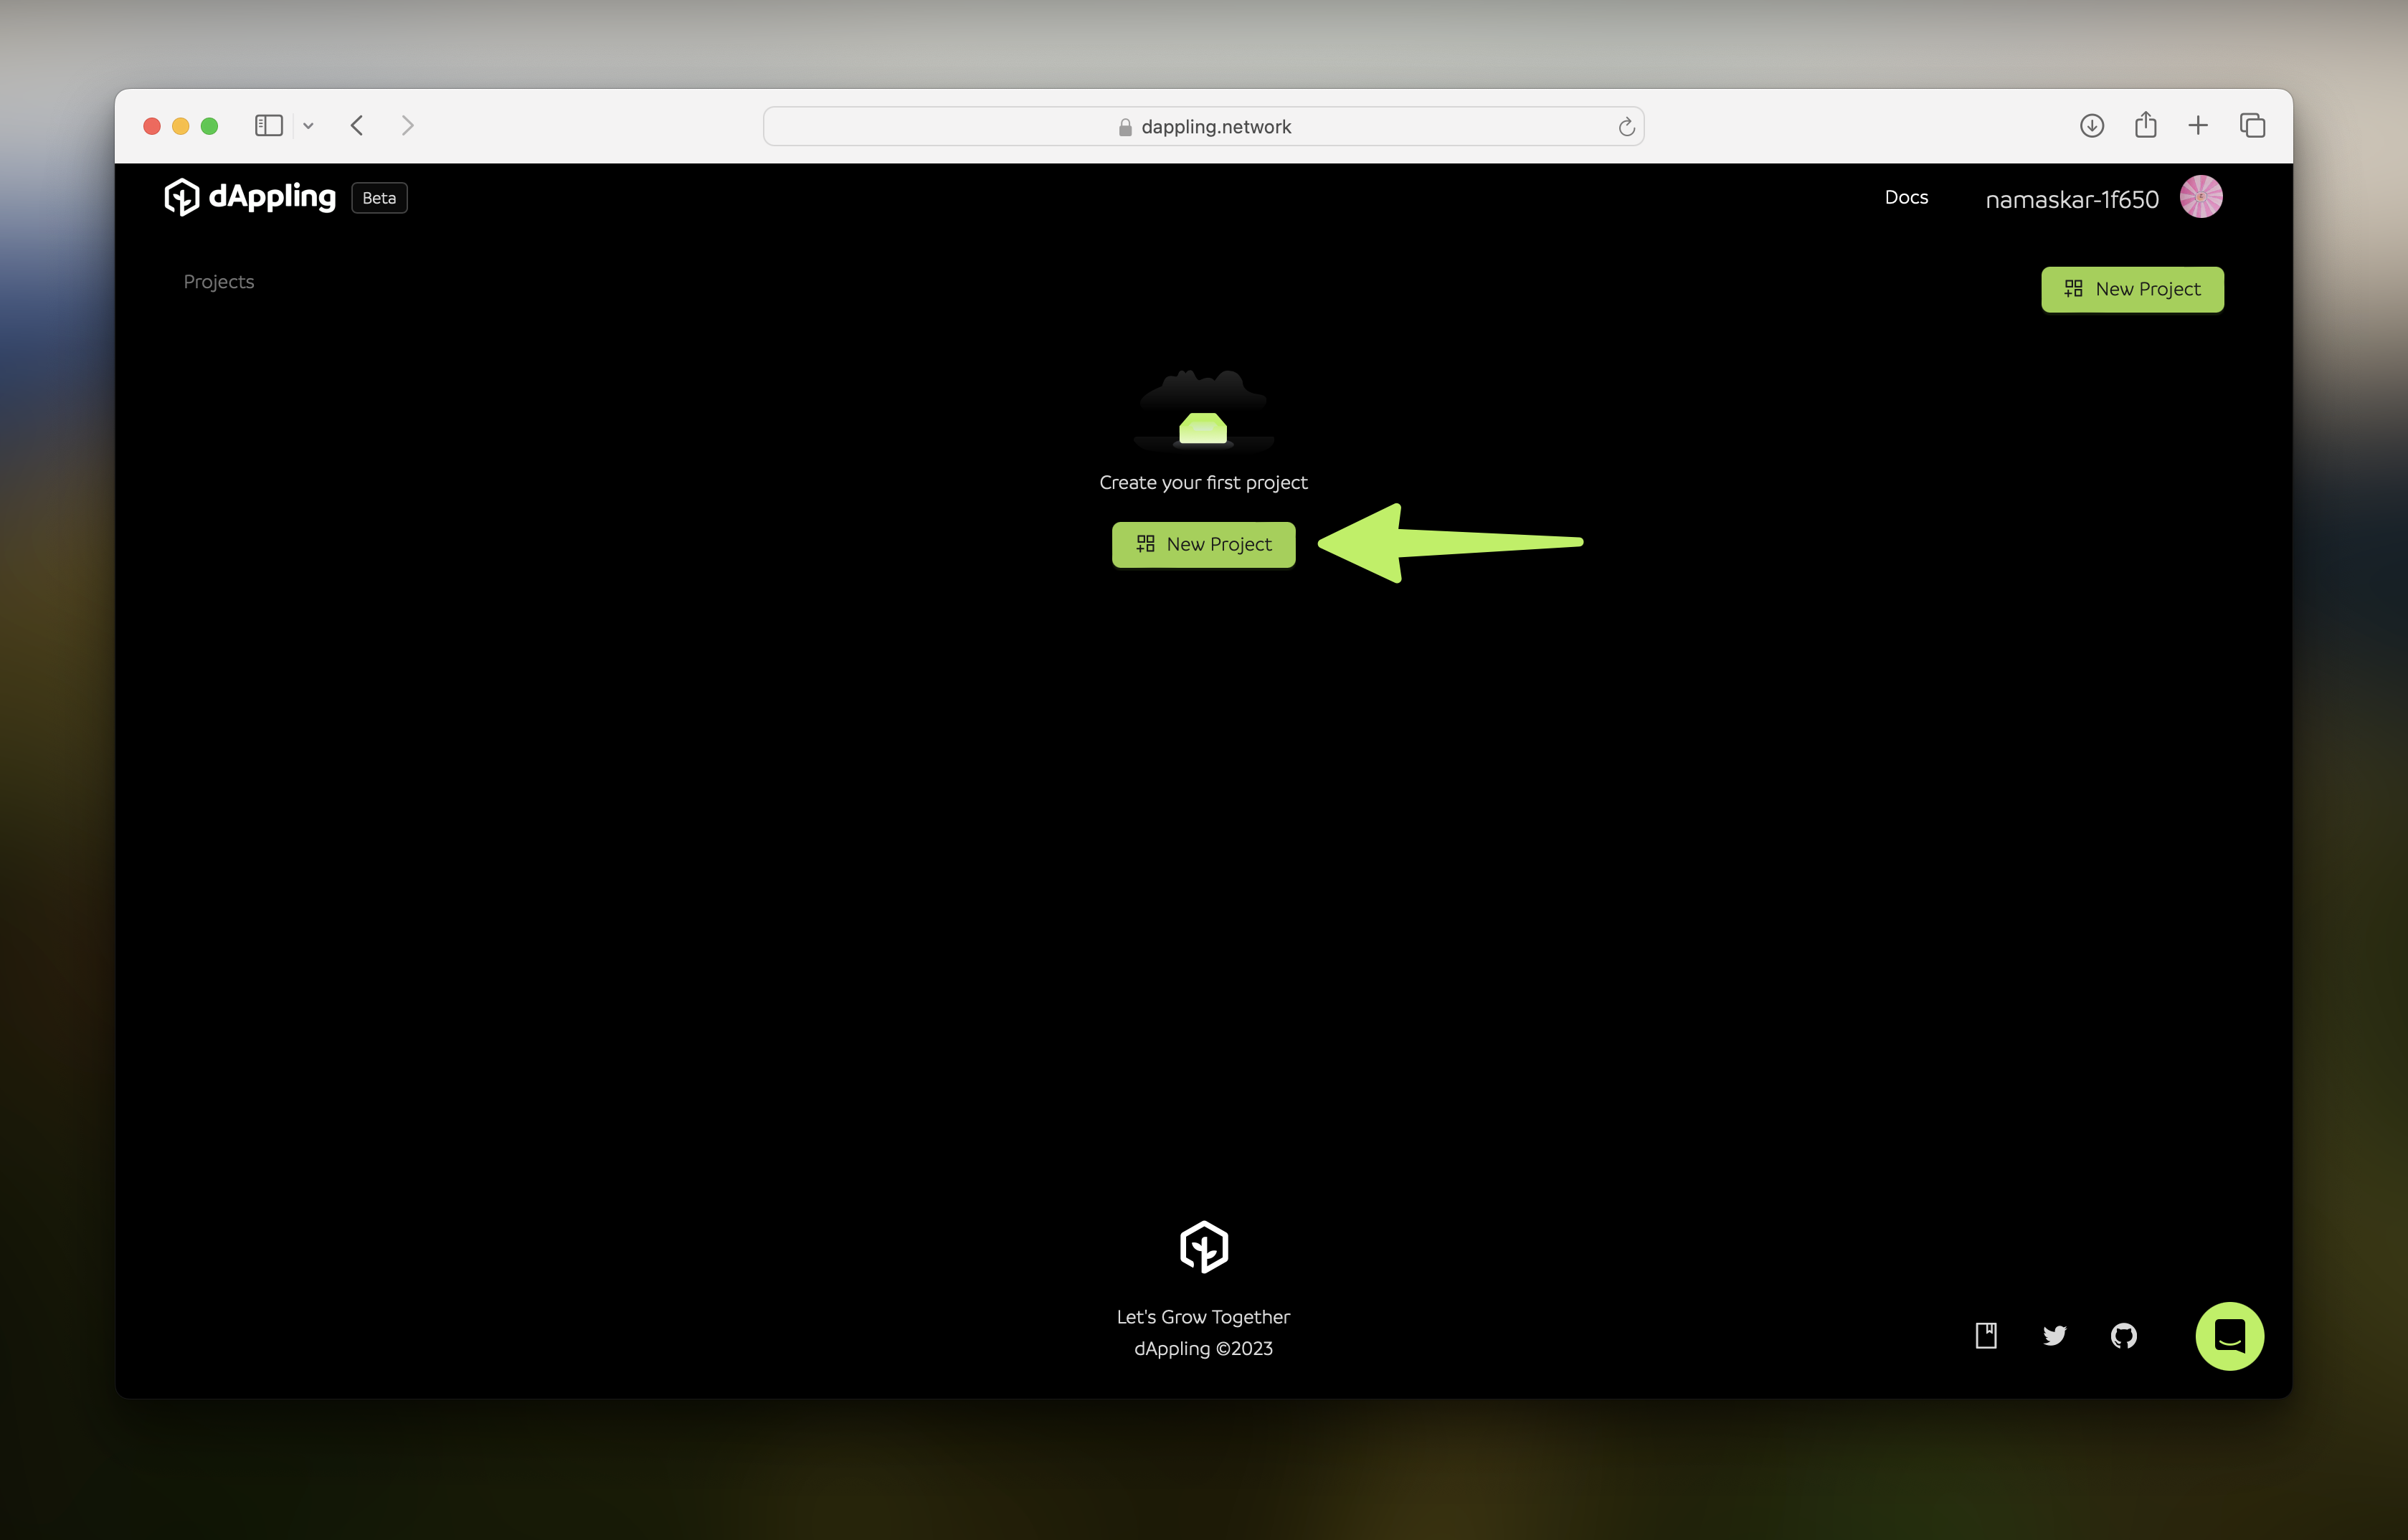 dappling.network
dAppling Beta
Docs
namaskar-1f650
Projects
New Project
Create your first project
New Project
Let's Grow Together
dAppling ©2023